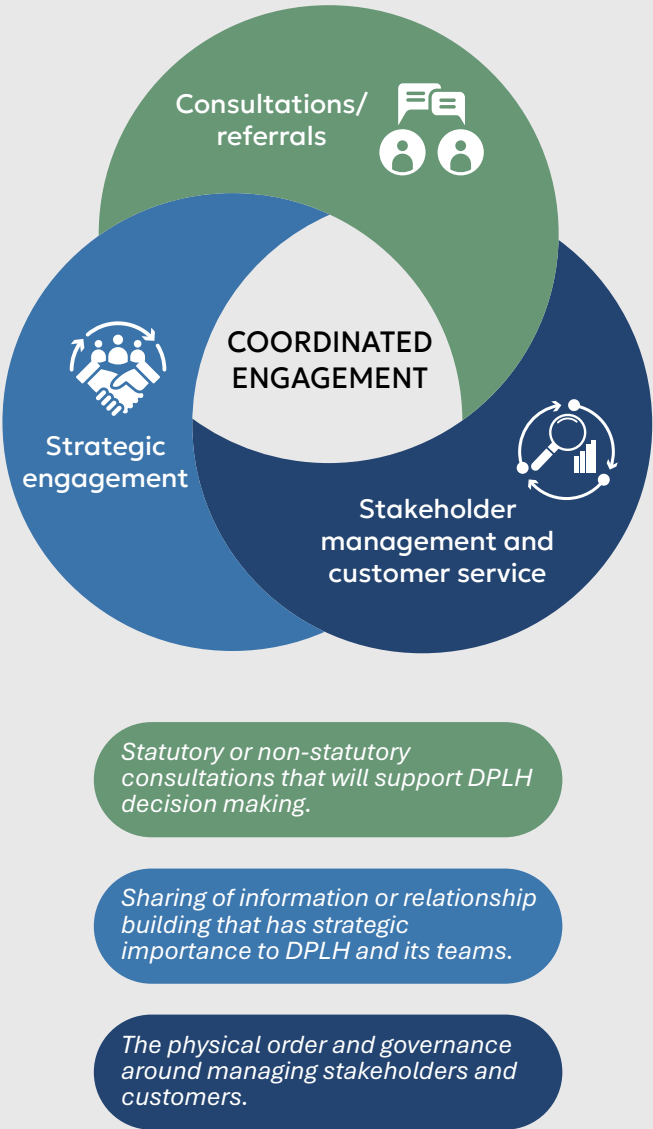 Consultations/
referrals
COORDINATED
ENGAGEMENT
Strategic
engagement
Stakeholder
management and
customer service
Statutory or non-statutory
consultations that will support DPLH
decision making.
Sharing of information or relationship
building that has strategic
importance to DPLH and its teams.
The physical order and governance
around managing stakeholders and
customers.